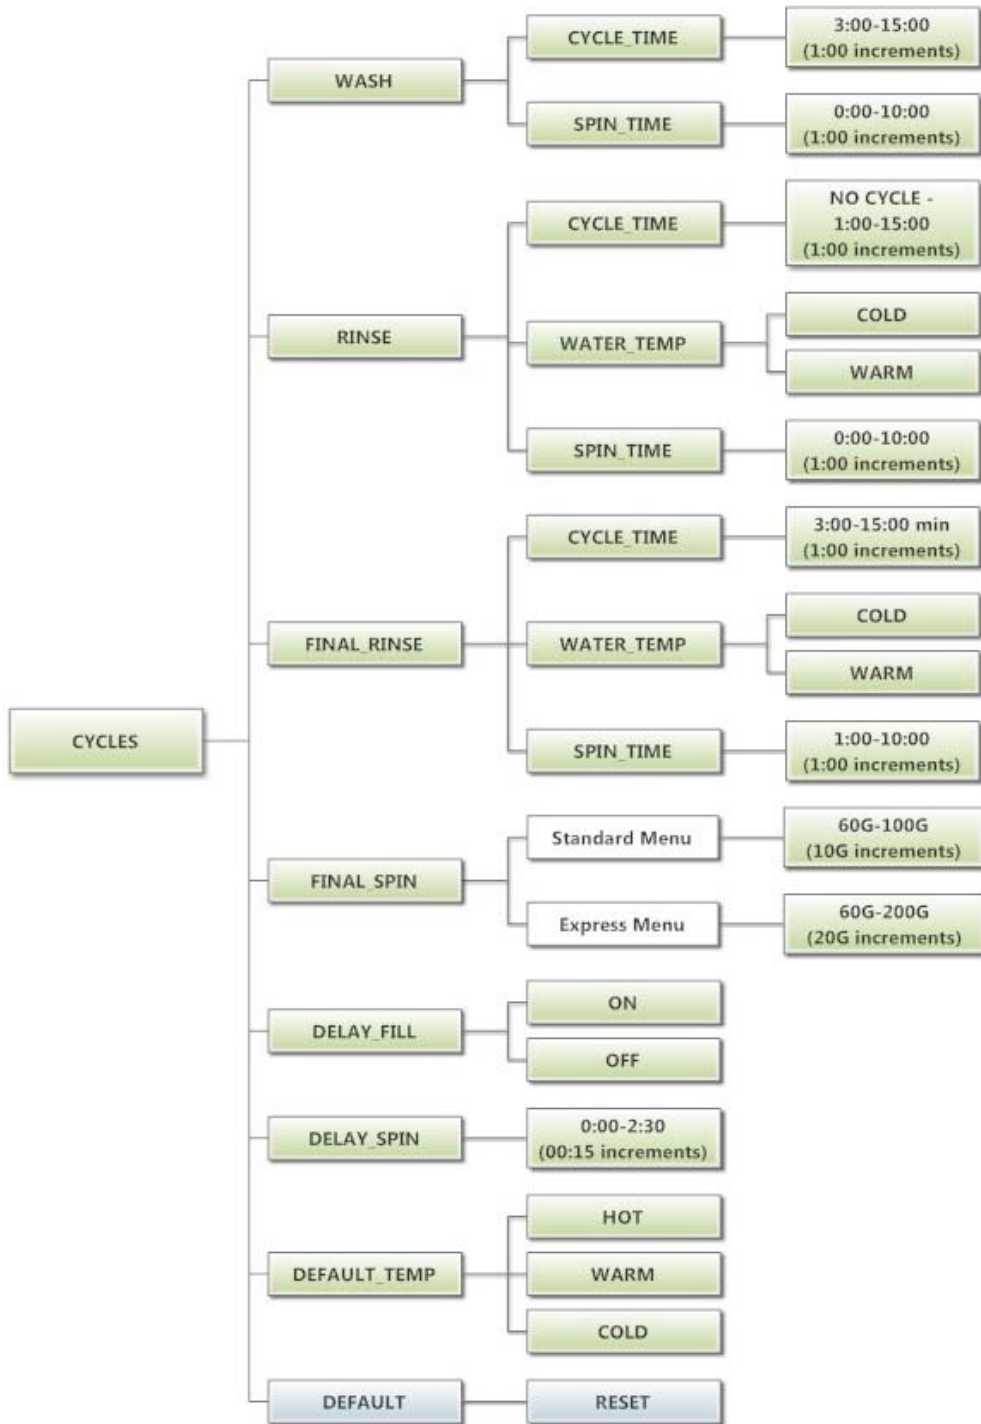 CYCLES
WASH
CYCLE_TIME
3:00-15:00
(1:00 increments)
SPIN_TIME
0:00-10:00
(1:00 increments)
RINSE
CYCLE_TIME
NO CYCLE -
1:00-15:00
(1:00 increments)
WATER_TEMP
COLD
WARM
SPIN_TIME
0:00-10:00
(1:00 increments)
FINAL_RINSE
CYCLE_TIME
3:00-15:00 min
(1:00 increments)
WATER_TEMP
COLD
WARM
SPIN_TIME
1:00-10:00
(1:00 increments)
FINAL_SPIN
Standard Menu
60G-100G
(10G increments)
Express Menu
60G-200G
(20G increments)
DELAY_FILL
ON
OFF
DELAY_SPIN
0:00-2:30
(00:15 increments)
DEFAULT_TEMP
HOT
WARM
COLD
DEFAULT
RESET